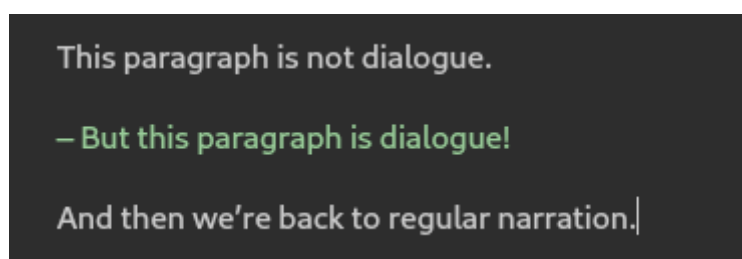 This paragraph is not dialogue.
– But this paragraph is dialogue!
And then we’re back to regular narration.